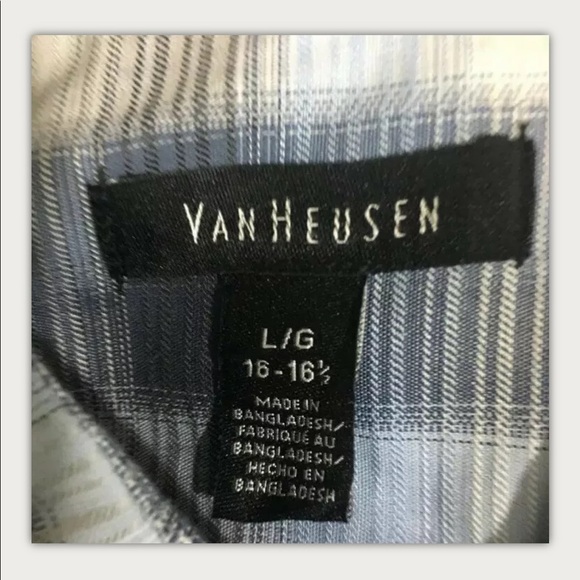 VAN HEUSEN
L/G
16-16½
MADE IN
BANGLADESH/
FABRIQUÉ AU
BANGLADESH/
HECHO EN
BANGLADESH